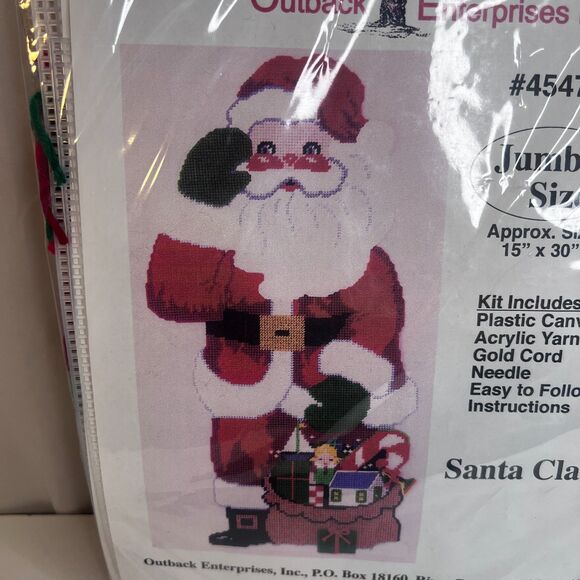 Outback Enterprises
#4547
Jumb
Size
Approx. Si
15" x 30"
Kit Includes
Plastic Canv
Acrylic Yarn
Gold Cord
Needle
Easy to Follo
Instructions
Santa Cla
Outback Enterprises, Inc., P.O. Box 18160,